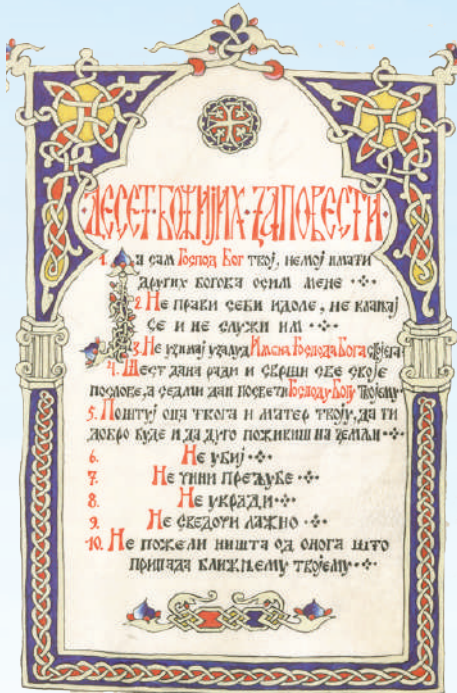 ДЕСЕТ·БОЖИЈИХ·ЗАПОВЕСТИ
1. Ја сам Господ Бог твој, немој имати
других богова осим мене
2. Не прави себи идоле, не клањај
се и не служи им
3. Не узимај узалуд Имена Господа Бога својега
4. Шест дана ради и сврши све своје
послове, а седми дан посвети Господу Богу Твојему
5. Поштуј оца твога и матер твоју, да ти
добро буде и да дуго поживиш на земљи
6. Не убиј
7. Не чини прељубе
8. Не укради
9. Не сведочи лажно
10. Не пожели ништа од онога што
припада ближњему твојему